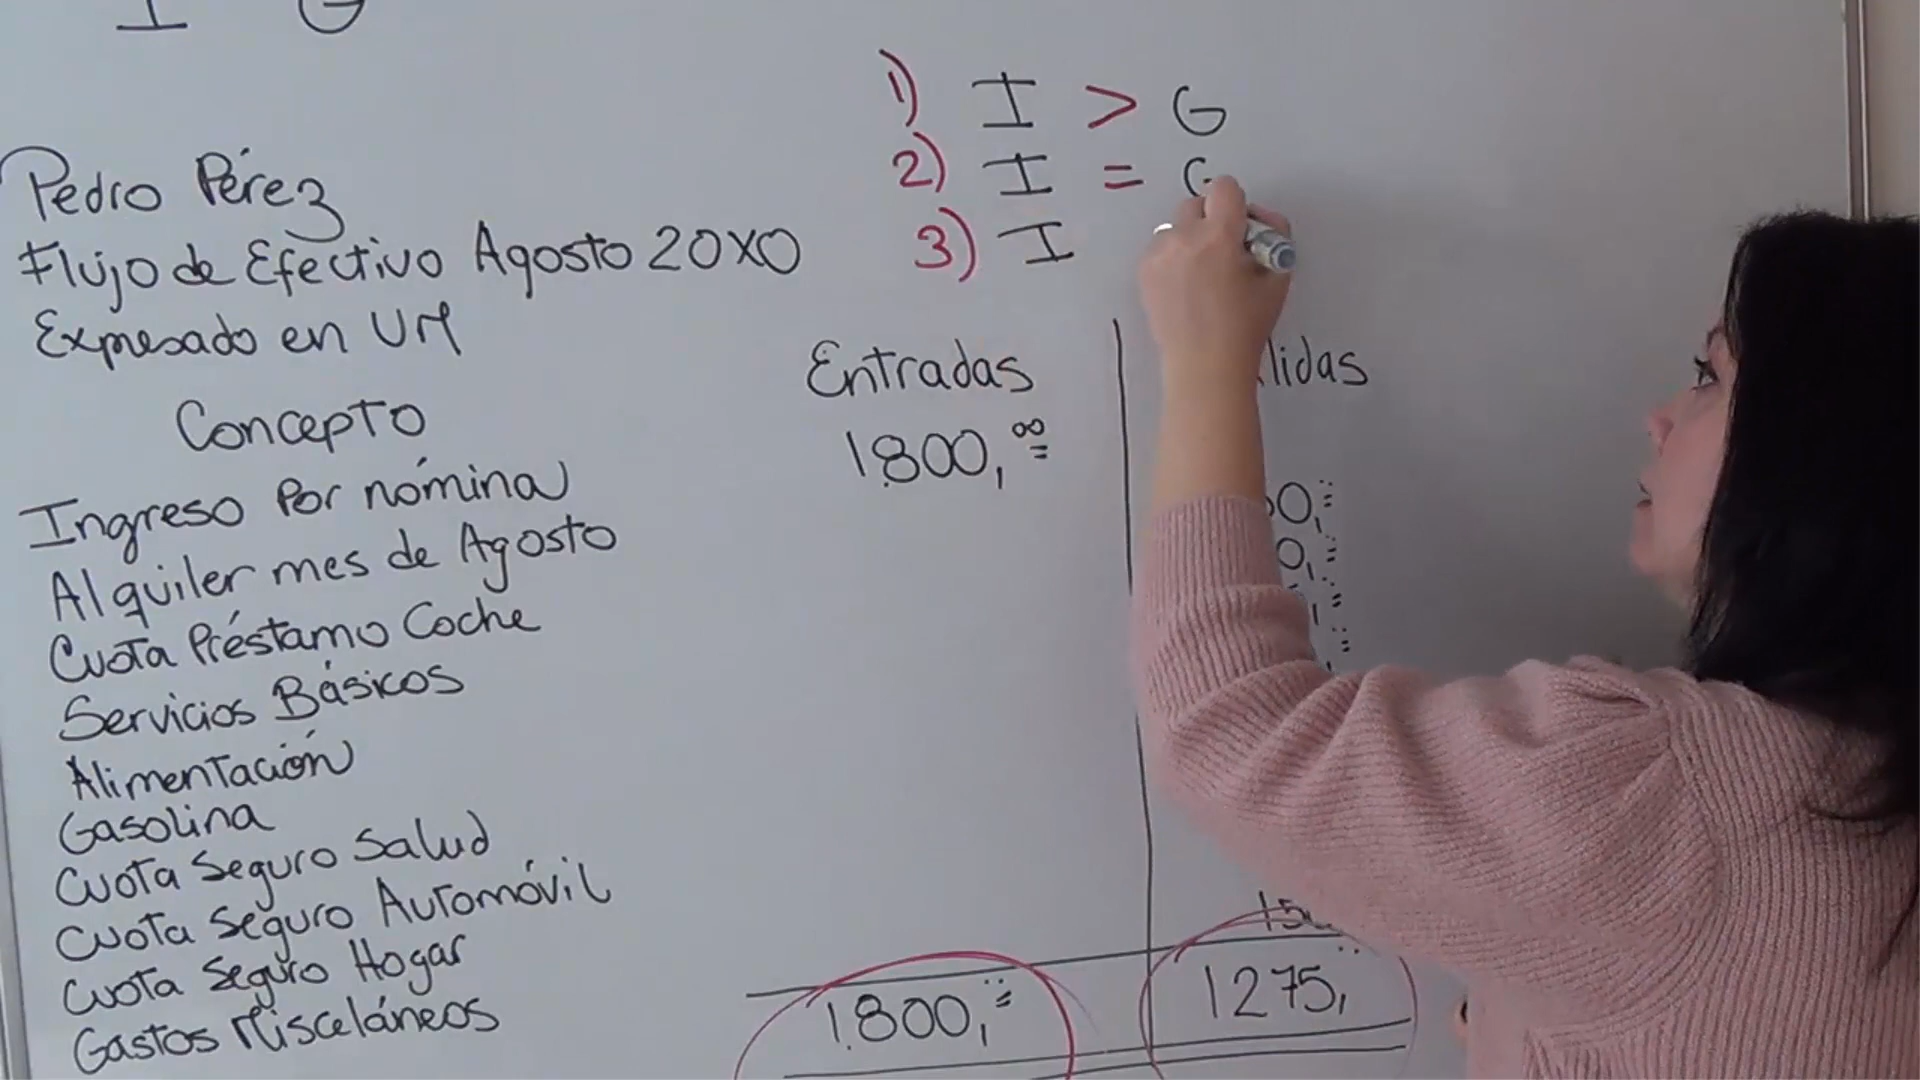 I G
1) I > G
2) I = G
3) I
Pedro Pérez
Flujo de Efectivo Agosto 20X0
Expresado en UM
Concepto Entradas
Ingreso Por nómina 1.800,00
Alquiler mes de Agosto
Cuota Préstamo Coche
Servicios Básicos
Alimentación
Gasolina
Cuota Seguro Salud
Cuota Seguro Automóvil
Cuota Seguro Hogar
Gastos Misceláneos
1.800, 1275,